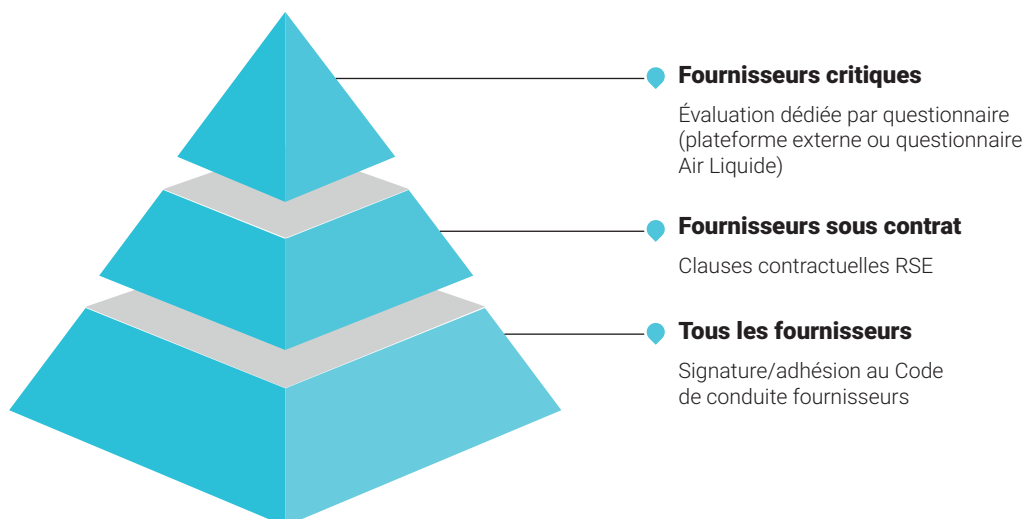 Fournisseurs critiques
Évaluation dédiée par questionnaire
(plateforme externe ou questionnaire
Air Liquide)
Fournisseurs sous contrat
Clauses contractuelles RSE
Tous les fournisseurs
Signature/adhésion au Code
de conduite fournisseurs